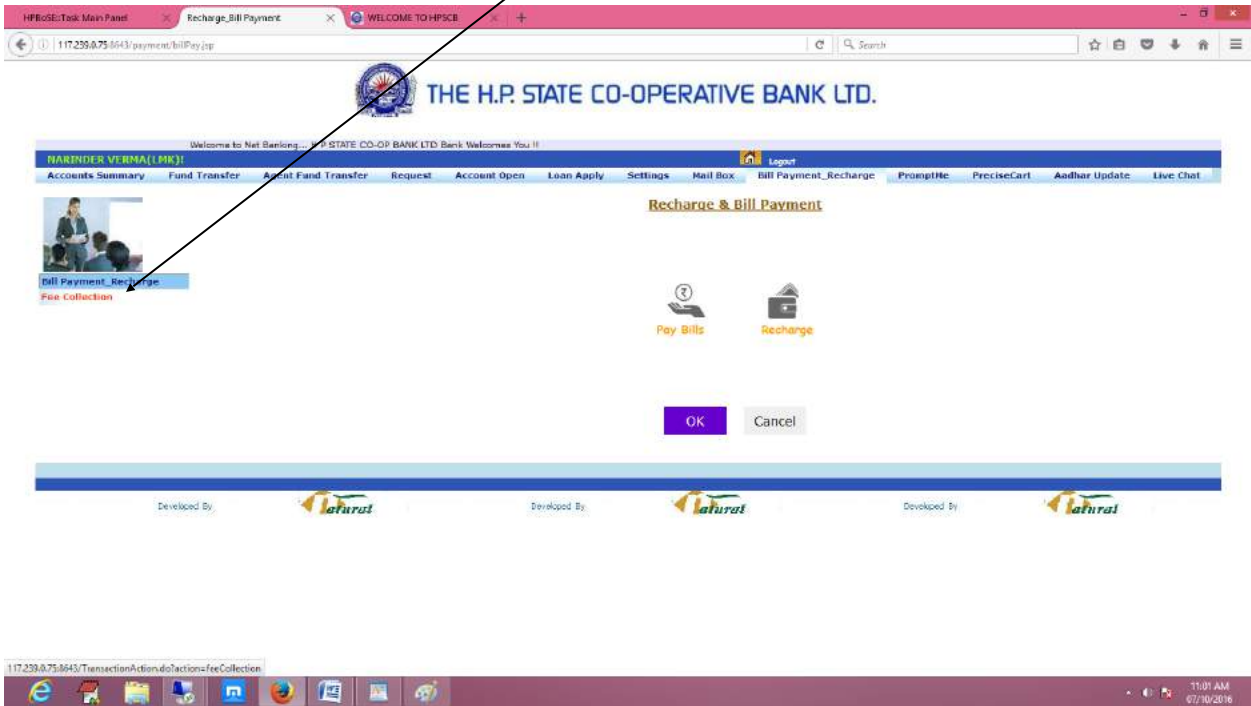 HPBoSE::Task Main Panel
Recharge_Bill Payment
WELCOME TO HPSCB
117.239.0.75:8643/payment/billPay.jsp
Search
THE H.P. STATE CO-OPERATIVE BANK LTD.
Welcome to Net Banking... H P STATE CO-OP BANK LTD Bank Welcomes You !!
NARINDER VERMA(LMK)!
Logout
Accounts Summary Fund Transfer Agent Fund Transfer Request Account Open Loan Apply Settings Mail Box Bill Payment_Recharge PromptMe PreciseCart Aadhar Update Live Chat
Recharge & Bill Payment
Bill Payment_Recharge
Fee Collection
₹
Pay Bills Recharge
OK Cancel
Developed By Natural Developed By Natural Developed By Natural
117.239.0.75:8643/TransactionAction.do?action=feeCollection
11:01 AM
07/10/2016